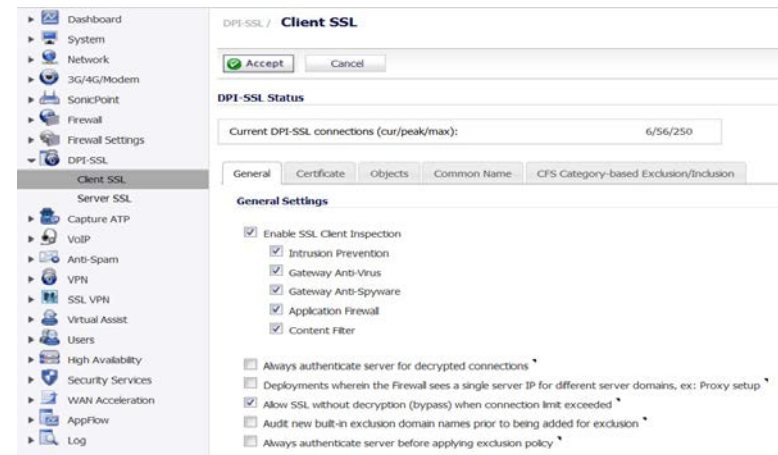 Dashboard
System
Network
3G/4G/Modem
SonicPoint
Firewall
Firewall Settings
DPI-SSL
Client SSL
Server SSL
Capture ATP
VoIP
Anti-Spam
VPN
SSL VPN
Virtual Assist
Users
High Availability
Security Services
WAN Acceleration
AppFlow
Log
DPI-SSL / Client SSL
Accept Cancel
DPI-SSL Status
Current DPI-SSL connections (cur/peak/max): 6/56/250
General Certificate Objects Common Name CFS Category-based Exclusion/Inclusion
General Settings
Enable SSL Client Inspection
Intrusion Prevention
Gateway Anti-Virus
Gateway Anti-Spyware
Application Firewall
Content Filter
Always authenticate server for decrypted connections
Deployments wherein the Firewall sees a single server IP for different server domains, ex: Proxy setup
Allow SSL without decryption (bypass) when connection limit exceeded
Audit new built-in exclusion domain names prior to being added for exclusion
Always authenticate server before applying exclusion policy